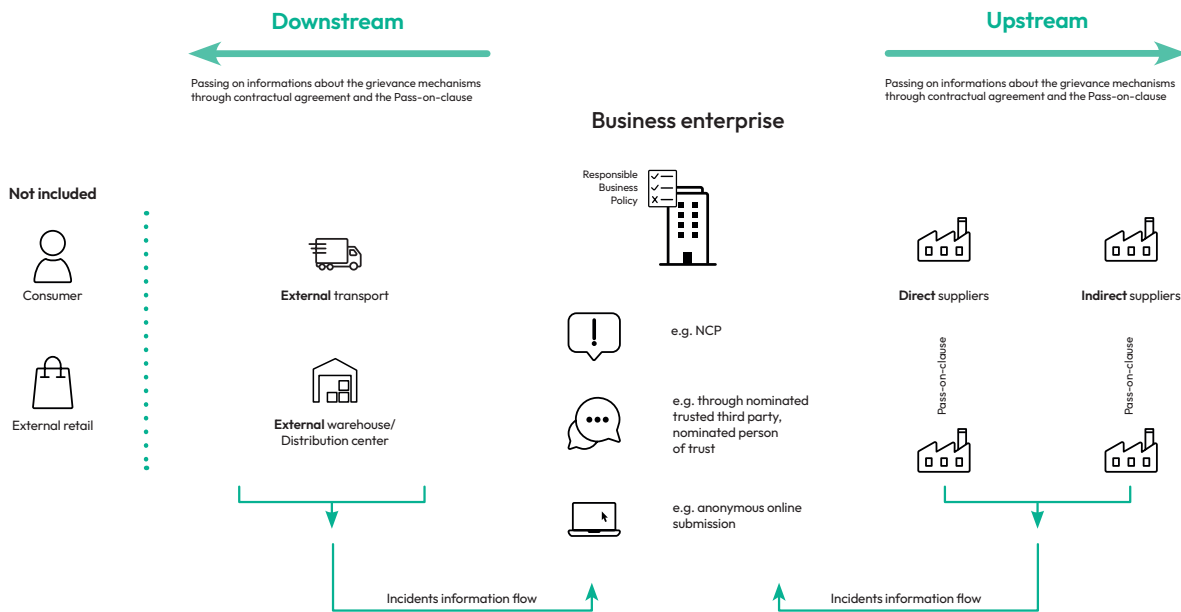 Downstream
Upstream
Passing on informations about the grievance mechanisms
through contractual agreement and the Pass-on-clause
Passing on informations about the grievance mechanisms
through contractual agreement and the Pass-on-clause
Business enterprise
Responsible
Business
Policy
Not included
Consumer
External transport
Direct suppliers
Indirect suppliers
e.g. NCP
Pass-on-clause
Pass-on-clause
External retail
External warehouse/
Distribution center
e.g. through nominated
trusted third party,
nominated person
of trust
e.g. anonymous online
submission
Incidents information flow
Incidents information flow